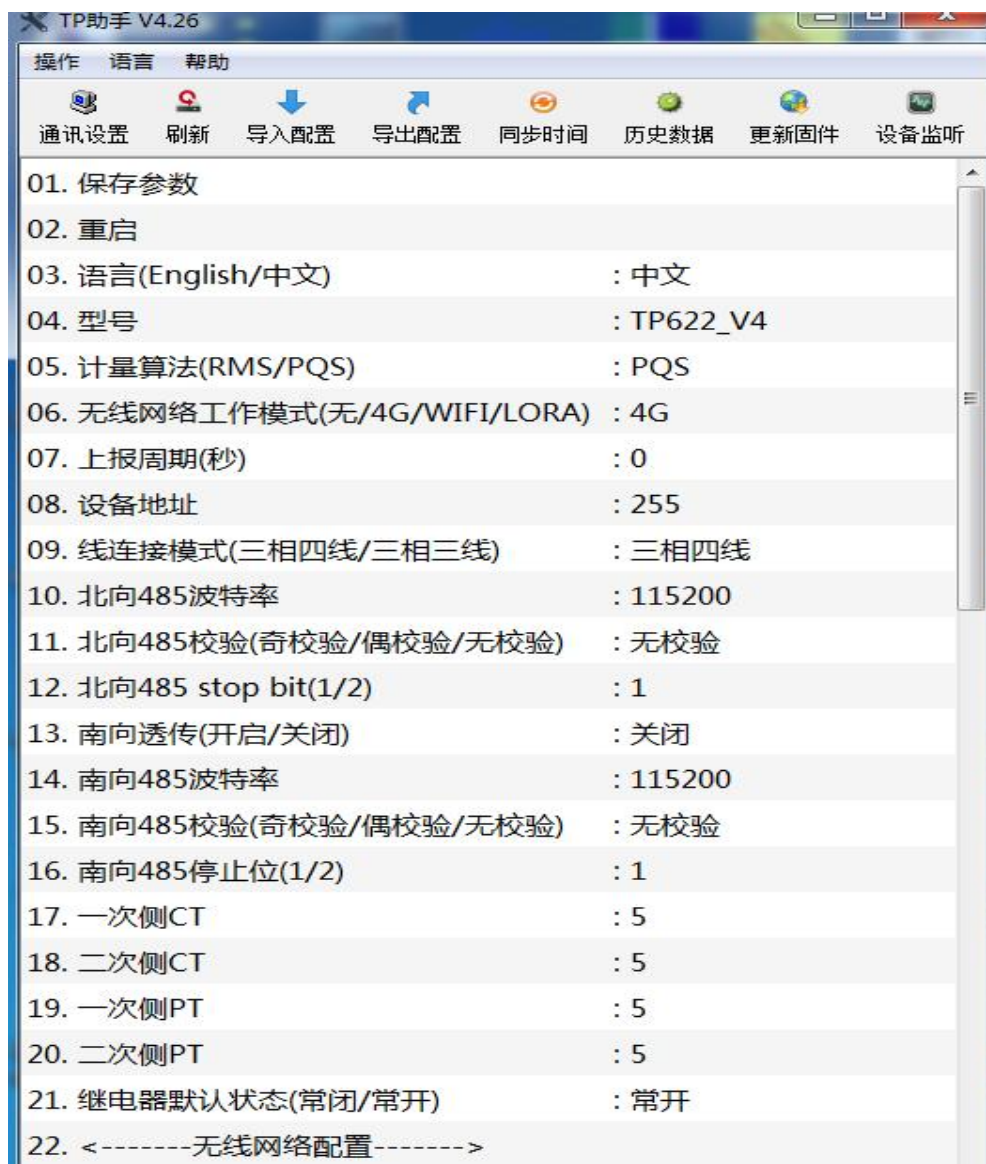 TP助手 V4.26
操作 语言 帮助
通讯设置 刷新 导入配置 导出配置 同步时间 历史数据 更新固件 设备监听
01. 保存参数
02. 重启
03. 语言(English/中文) : 中文
04. 型号 : TP622_V4
05. 计量算法(RMS/PQS) : PQS
06. 无线网络工作模式(无/4G/WIFI/LORA) : 4G
07. 上报周期(秒) : 0
08. 设备地址 : 255
09. 线连接模式(三相四线/三相三线) : 三相四线
10. 北向485波特率 : 115200
11. 北向485校验(奇校验/偶校验/无校验) : 无校验
12. 北向485 stop bit(1/2) : 1
13. 南向透传(开启/关闭) : 关闭
14. 南向485波特率 : 115200
15. 南向485校验(奇校验/偶校验/无校验) : 无校验
16. 南向485停止位(1/2) : 1
17. 一次侧CT : 5
18. 二次侧CT : 5
19. 一次侧PT : 5
20. 二次侧PT : 5
21. 继电器默认状态(常闭/常开) : 常开
22. <-------无线网络配置------->